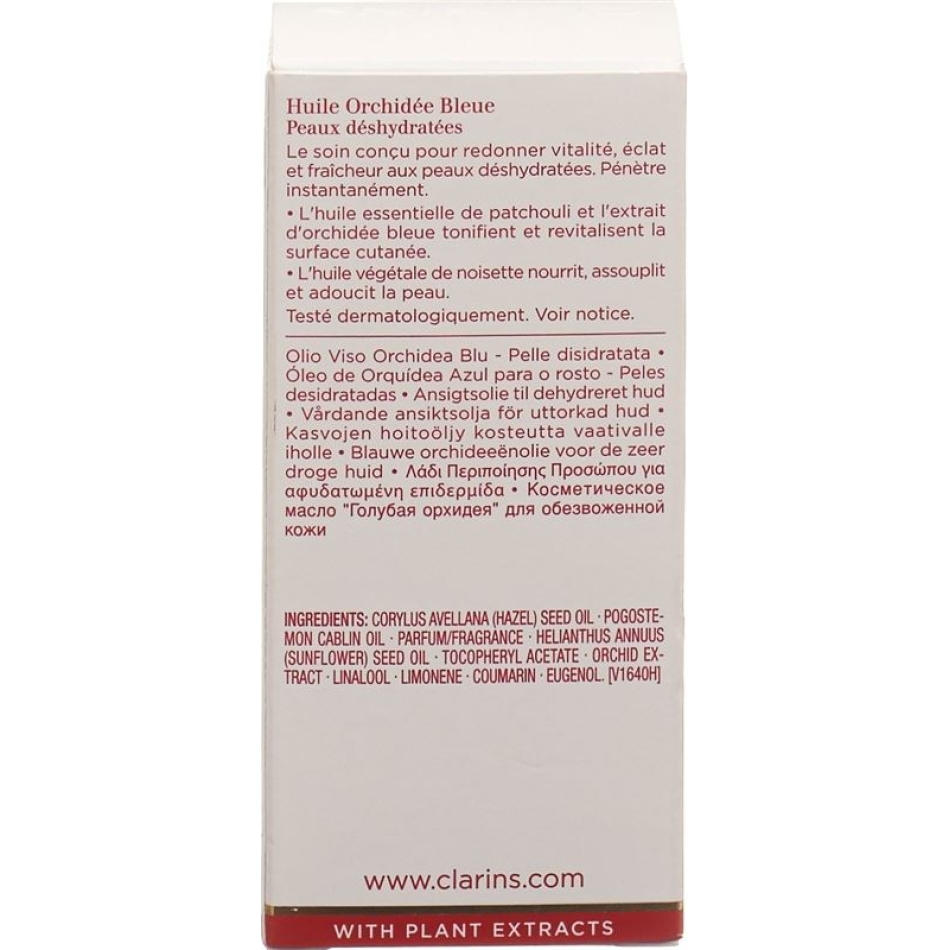 Huile Orchidée Bleue
Peaux déshydratées
Le soin conçu pour redonner vitalité, éclat
et fraîcheur aux peaux déshydratées. Pénètre
instantanément.
• L'huile essentielle de patchouli et l'extrait
d'orchidée bleue tonifient et revitalisent la
surface cutanée.
• L'huile végétale de noisette nourrit, assouplit
et adoucit la peau.
Testé dermatologiquement. Voir notice.
Olio Viso Orchidea Blu - Pelle disidratata •
Óleo de Orquídea Azul para o rosto - Peles
desidratadas • Ansigtsolie til dehydreret hud
• Vårdande ansiktsolja för uttorkad hud •
Kasvojen hoitoöljy kosteutta vaativalle
iholle • Blauwe orchideeënolie voor de zeer
droge huid • Λάδι Περιποίησης Προσώπου για
αφυδατωμένη επιδερμίδα • Косметическое
масло "Голубая орхидея" для обезвоженной
кожи
INGREDIENTS: CORYLUS AVELLANA (HAZEL) SEED OIL · POGOSTE-
MON CABLIN OIL · PARFUM/FRAGRANCE · HELIANTHUS ANNUUS
(SUNFLOWER) SEED OIL · TOCOPHERYL ACETATE · ORCHID EX-
TRACT · LINALOOL · LIMONENE · COUMARIN · EUGENOL. [V1640H]
www.clarins.com
WITH PLANT EXTRACTS